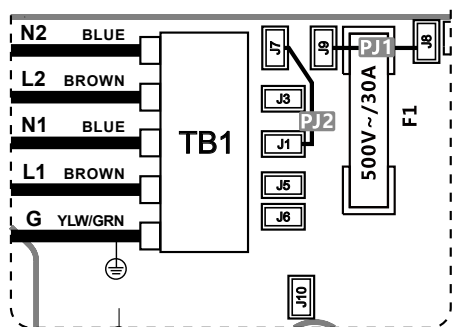 N2 BLUE
L2 BROWN
N1 BLUE
L1 BROWN
G YLW/GRN
TB1
J7
J9
PJ1
J8
J3
PJ2
J1
J5
J6
500V~/30A
F1
J10